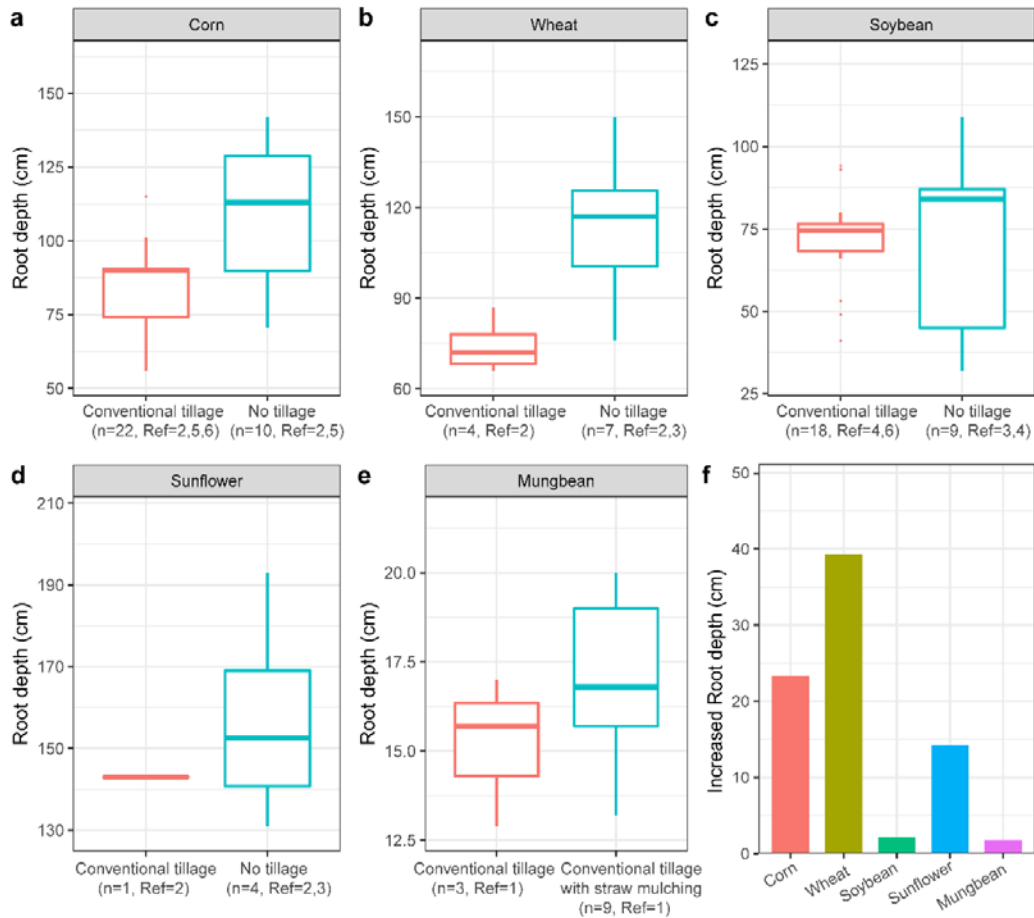 a
Corn
Root depth (cm)
150
125
100
75
50
Conventional tillage
(n=22, Ref=2,5,6)
No tillage
(n=10, Ref=2,5)
b
Wheat
Root depth (cm)
150
120
90
60
Conventional tillage
(n=4, Ref=2)
No tillage
(n=7, Ref=2,3)
c
Soybean
Root depth (cm)
125
100
75
50
25
Conventional tillage
(n=18, Ref=4,6)
No tillage
(n=9, Ref=3,4)
d
Sunflower
Root depth (cm)
210
190
170
150
130
Conventional tillage
(n=1, Ref=2)
No tillage
(n=4, Ref=2,3)
e
Mungbean
Root depth (cm)
20.0
17.5
15.0
12.5
Conventional tillage
(n=3, Ref=1)
Conventional tillage
with straw mulching
(n=9, Ref=1)
f
Increased Root depth (cm)
50
40
30
20
10
0
Corn
Wheat
Soybean
Sunflower
Mungbean